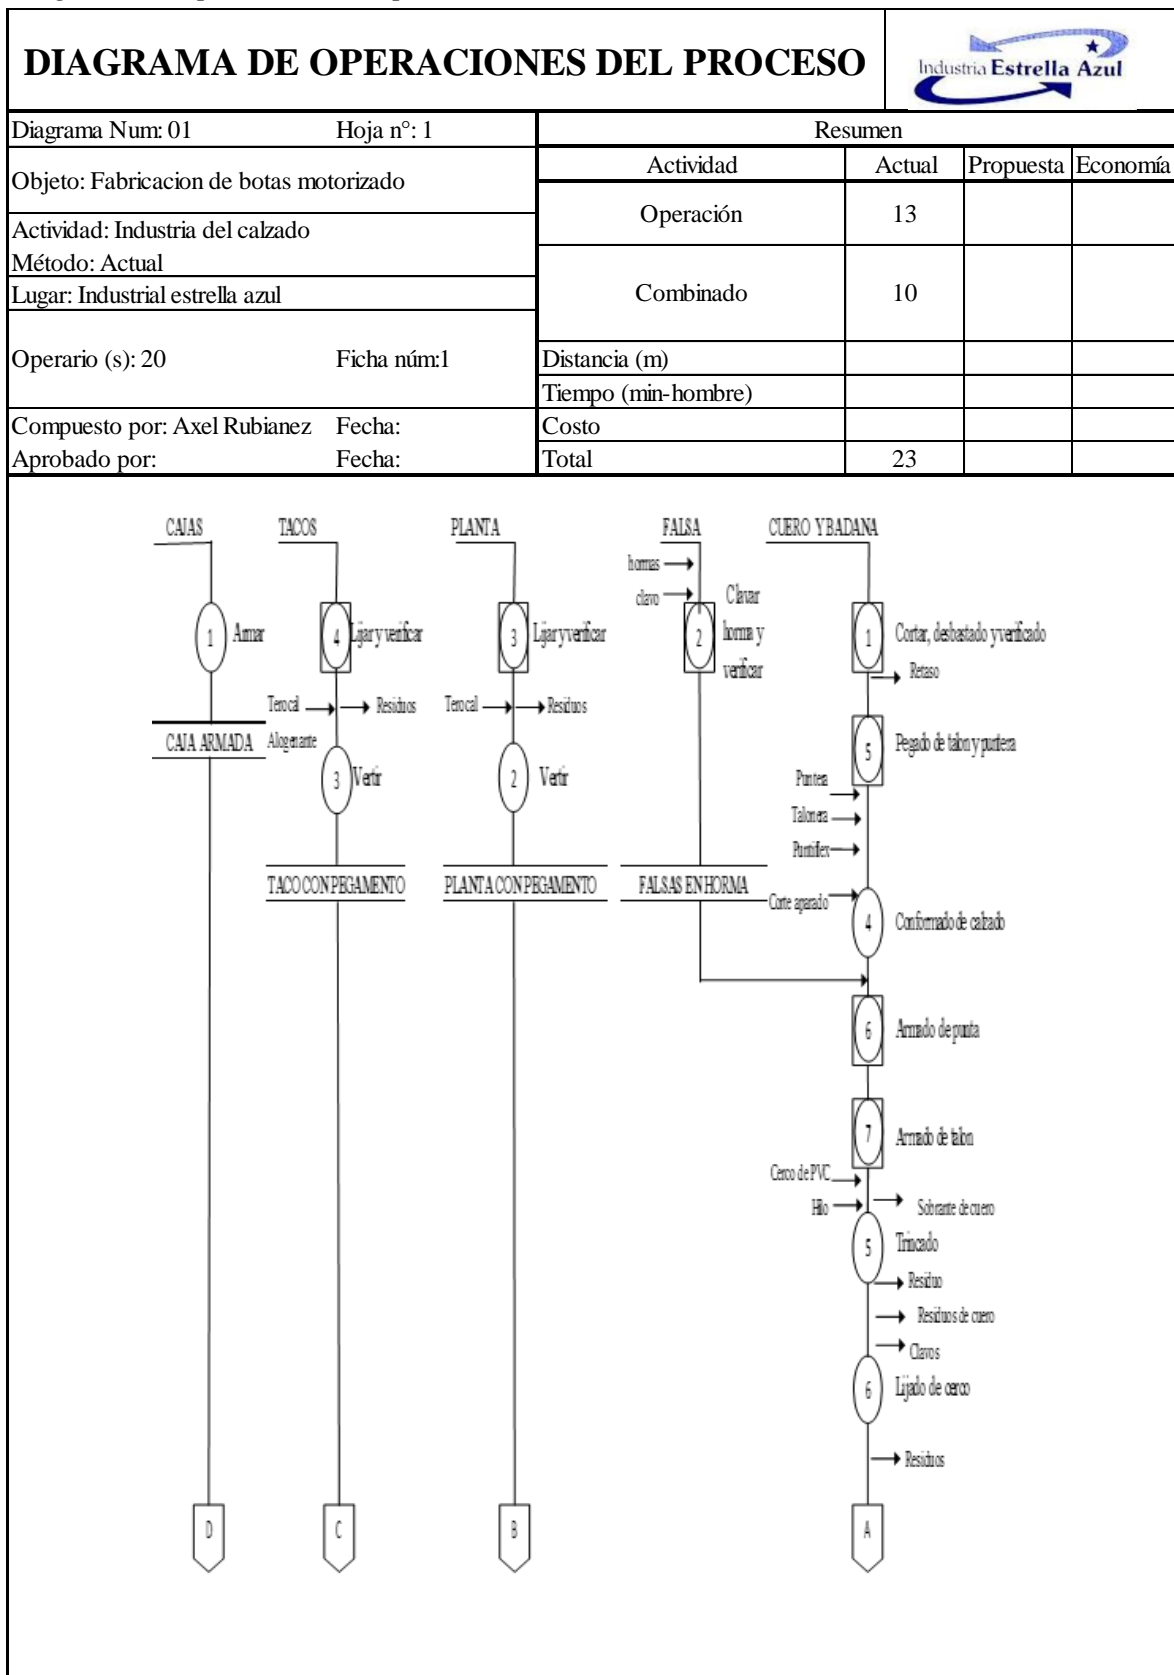 DIAGRAMA DE OPERACIONES DEL PROCESO
Industria Estrella Azul
Diagrama Num: 01 Hoja n°: 1
Resumen
Objeto: Fabricacion de botas motorizado
Actividad Actual Propuesta Economía
Operación 13
Actividad: Industria del calzado
Método: Actual
Lugar: Industrial estrella azul
Combinado 10
Operario (s): 20 Ficha núm:1
Distancia (m)
Tiempo (min-hombre)
Compuesto por: Axel Rubianez Fecha:
Costo
Aprobado por: Fecha:
Total 23
CAJAS
TACOS
PLANTA
FALSA
CUERO Y BADANA
hormas
clavo
1 Armar
4 Lijar y verificar
3 Lijar y verificar
2 Clavar
horma y
verificar
1 Cortar, desbastado y verificado
Retaso
Terocal
Residuos
Terocal
Residuos
Alogenante
CAJA ARMADA
5 Pegado de talon y puntera
3 Vertir
2 Vertir
Puntera
Talonera
Puntiflex
TACO CON PEGAMENTO
PLANTA CON PEGAMENTO
FALSAS EN HORMA
Corte aparado
4 Conformado de calzado
6 Armado de punta
7 Armado de talon
Cerco de PVC
Hilo
Sobrante de cuero
5 Trincado
Residuo
Residuos de cuero
Clavos
6 Lijado de cerco
Residuos
D
C
B
A